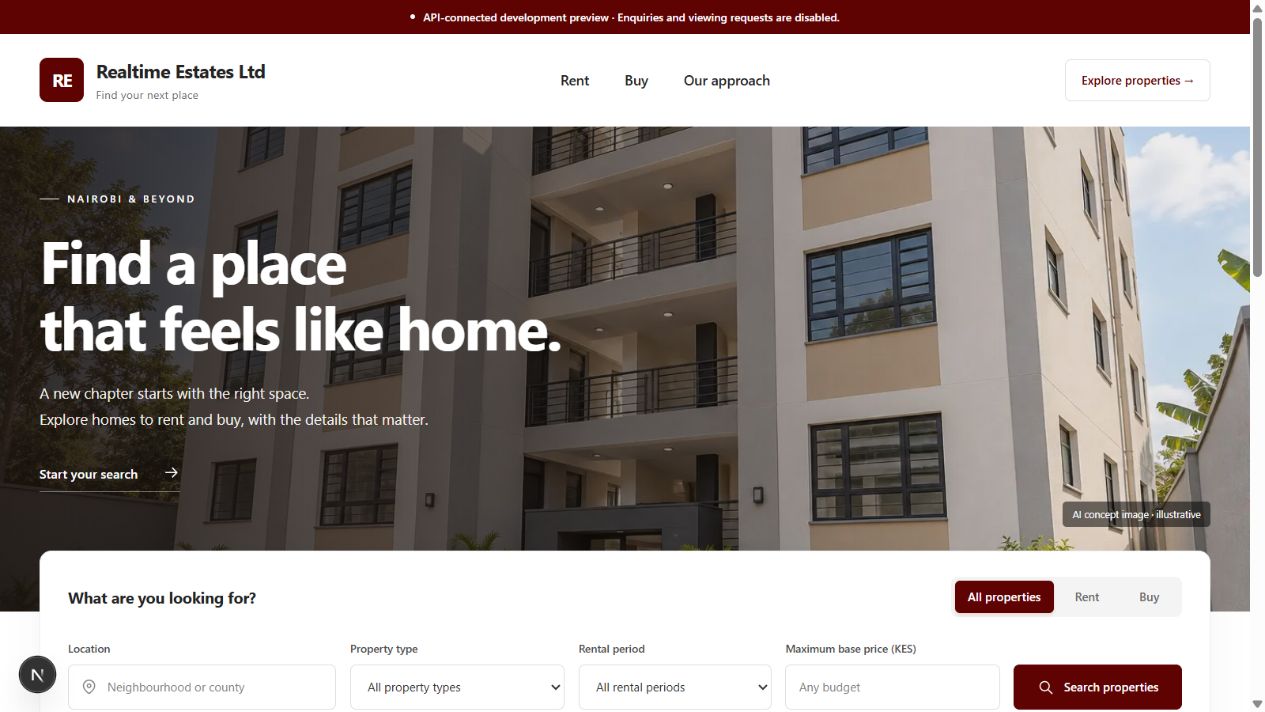 API-connected development preview · Enquiries and viewing requests are disabled.
RE
Realtime Estates Ltd
Find your next place
Rent
Buy
Our approach
Explore properties →
NAIROBI & BEYOND
Find a place
that feels like home.
A new chapter starts with the right space.
Explore homes to rent and buy, with the details that matter.
Start your search →
AI concept image · illustrative
What are you looking for?
All properties
Rent
Buy
Location
Property type
Rental period
Maximum base price (KES)
N
Neighbourhood or county
All property types
All rental periods
Any budget
Search properties